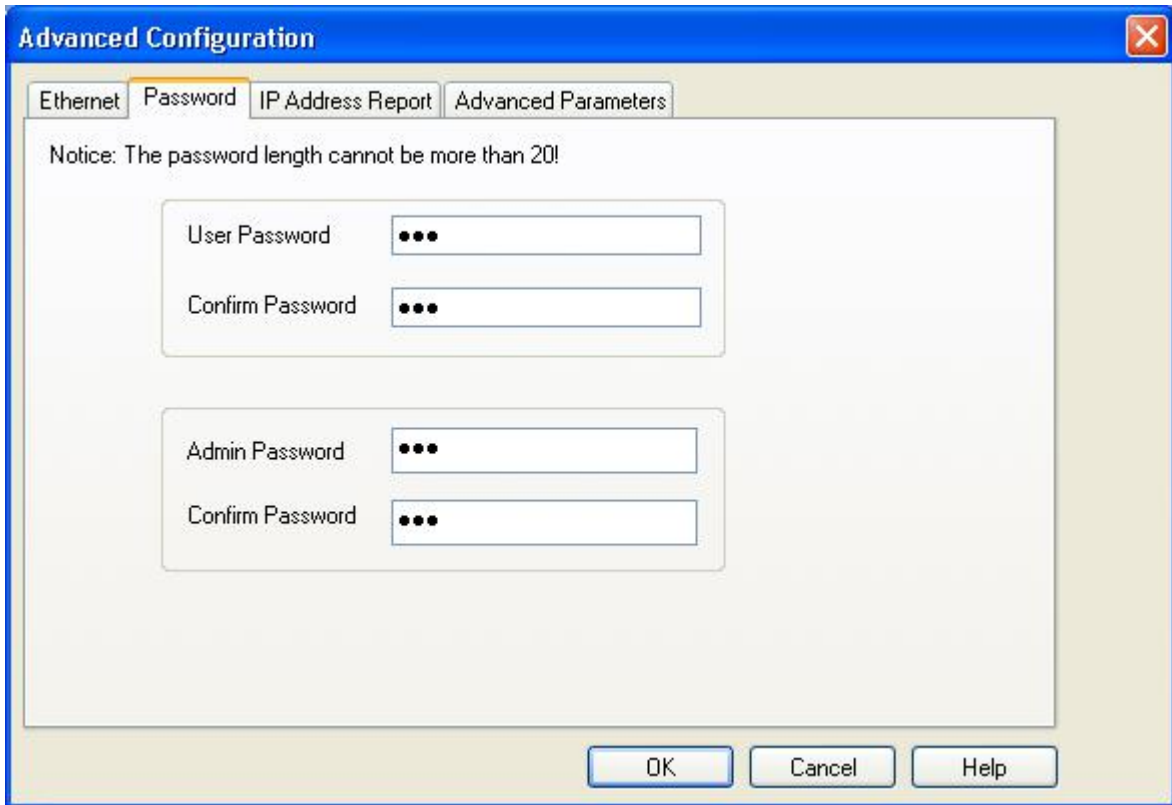 Advanced Configuration
Ethernet Password IP Address Report Advanced Parameters
Notice: The password length cannot be more than 20!
User Password •••
Confirm Password •••
Admin Password •••
Confirm Password •••
OK Cancel Help